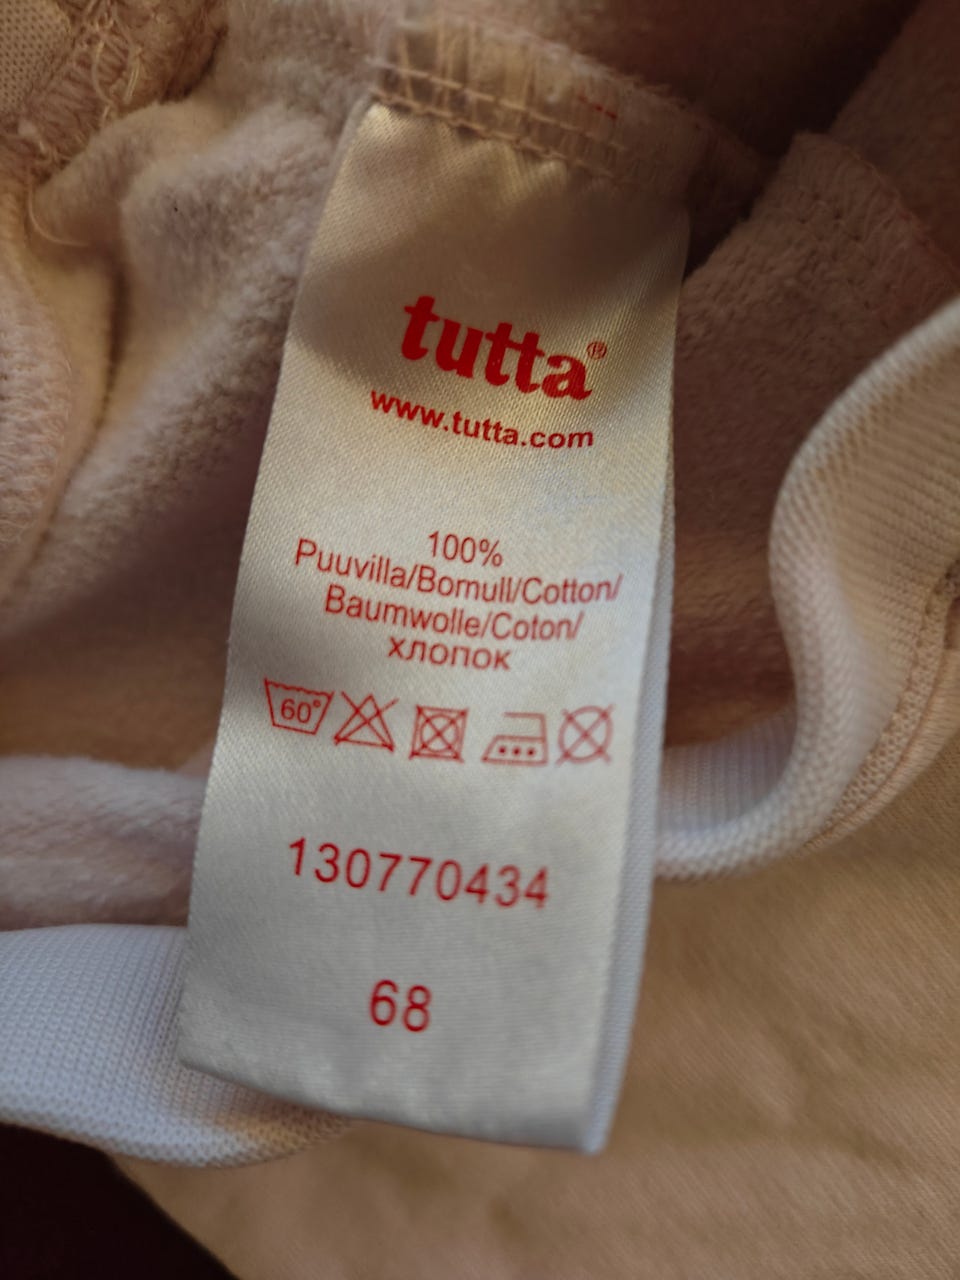 tutta®
www.tutta.com
100%
Puuvilla/Bomull/Cotton/
Baumwolle/Coton/
хлопок
60°
130770434
68